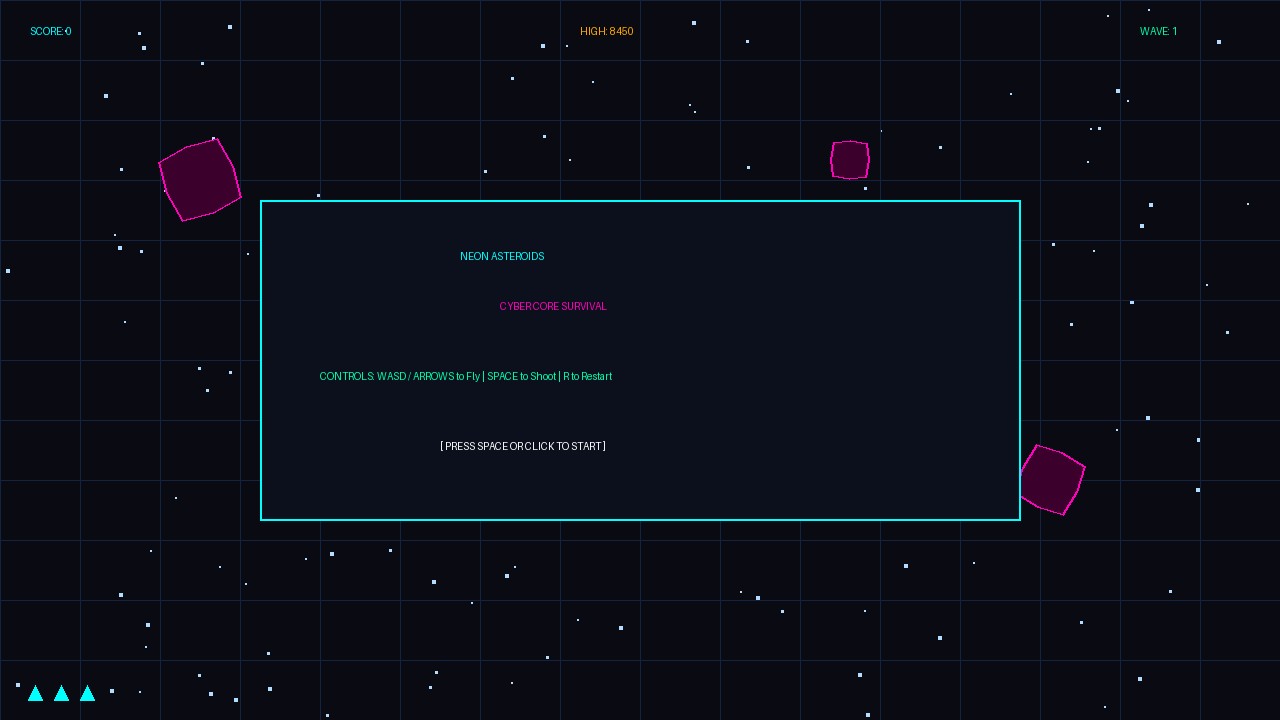 SCORE: 0
HIGH: 8450
WAVE: 1
NEON ASTEROIDS
CYBERCORE SURVIVAL
CONTROLS: WASD / ARROWS to Fly | SPACE to Shoot | R to Restart
[ PRESS SPACE OR CLICK TO START ]